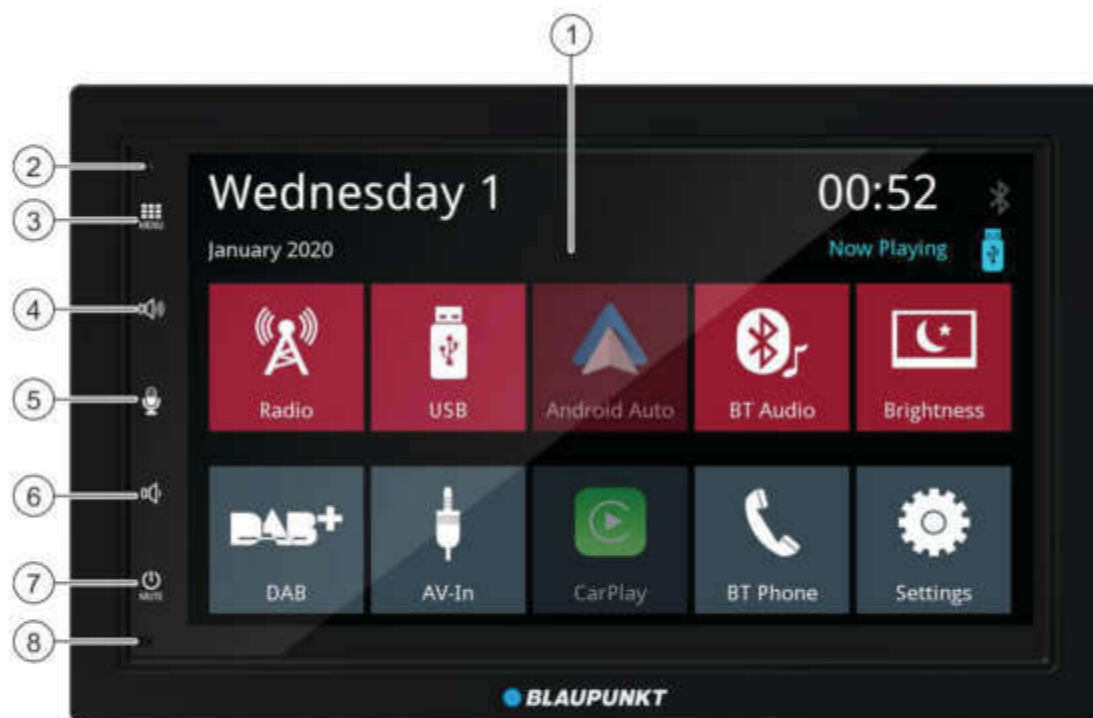 1
2
Wednesday 1 00:52
3
MENU
January 2020 Now Playing
4
5
Radio USB Android Auto BT Audio Brightness
6
DAB+
7
MUTE
DAB AV-In CarPlay BT Phone Settings
8
BLAUPUNKT